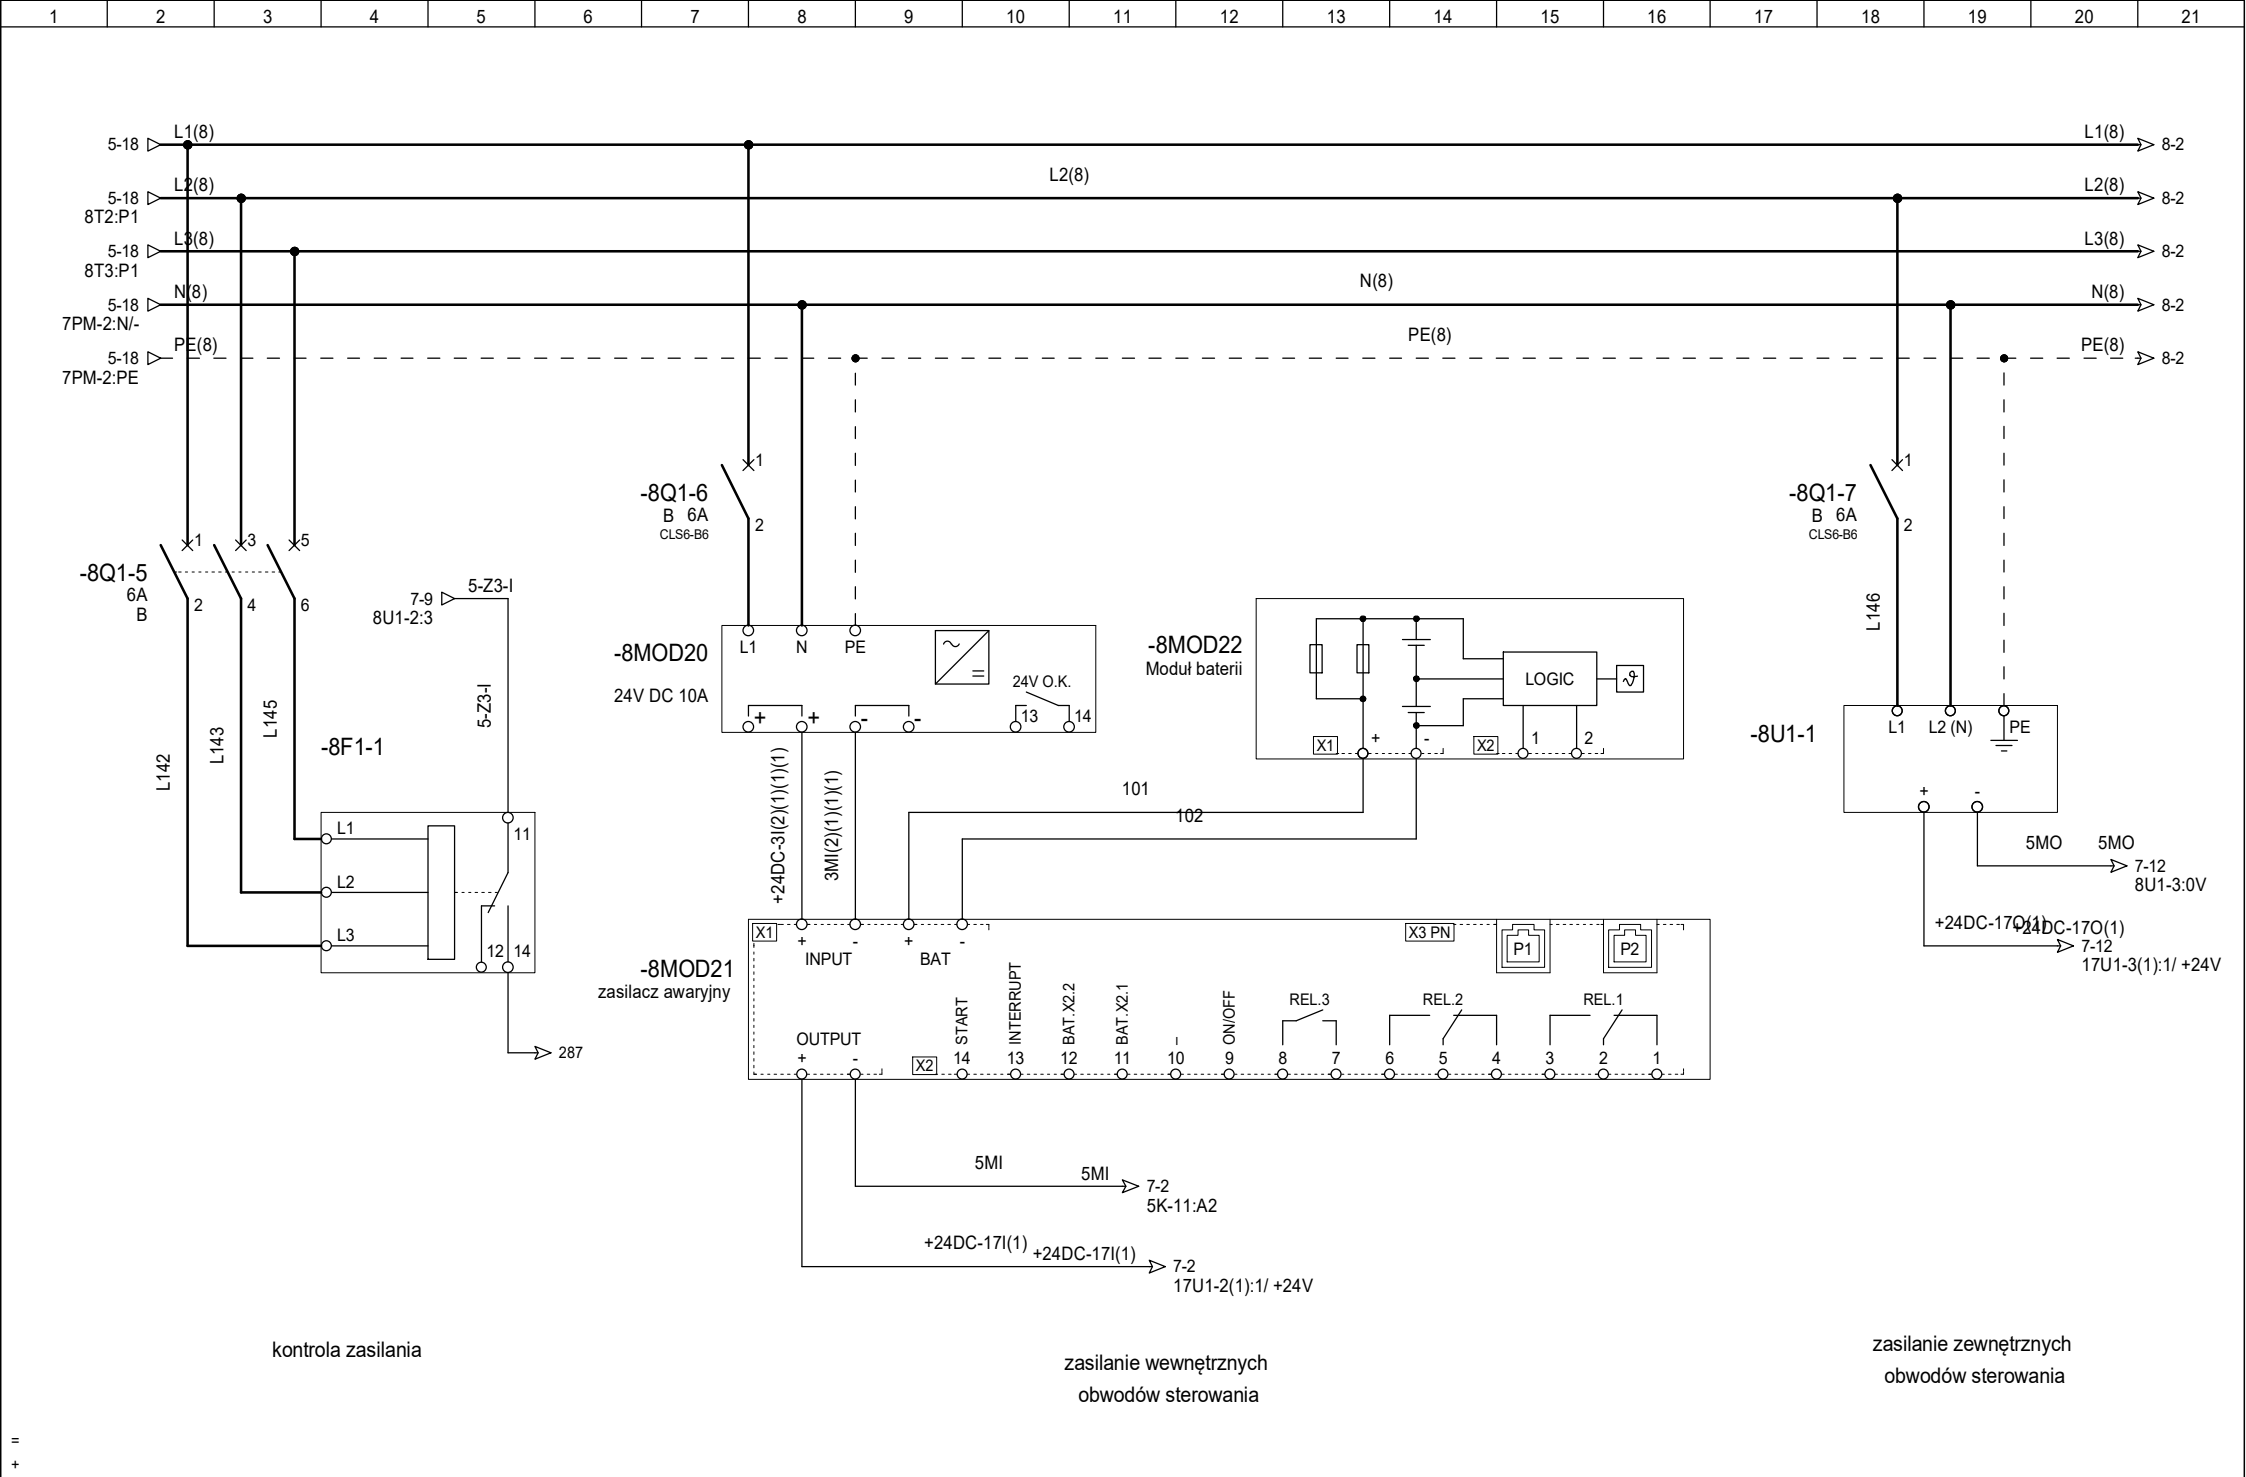 1 2 3 4 5 6 7 8 9 10 11 12 13 14 15 16 17 18 19 20 21
L1(8) L1(8)
5-18 8-2
L2(8) L2(8) L2(8)
5-18 8-2
8T2:P1
L3(8) L3(8)
5-18 8-2
8T3:P1
N(8) N(8) N(8)
5-18 8-2
7PM-2:N/-
PE(8) PE(8) PE(8)
5-18 8-2
7PM-2:PE
-8Q1-5
6A
B
1 3 5
2 4 6
L142
L143
L145
7-9
8U1-2:3
5-Z3-I
5-Z3-I
-8F1-1
L1
L2
L3
11
12 14
287
-8Q1-6
B 6A
CLS6-B6
1
2
-8MOD20
24V DC 10A
L1 N PE
~
=
24V O.K.
+ + - - 13 14
+24DC-3I(2)(1)(1)(1)
3MI(2)(1)(1)(1)
101
102
-8MOD22
Moduł baterii
LOGIC
ϑ
X1 + - X2 1 2
-8MOD21
zasilacz awaryjny
X1 + - + -
INPUT BAT
X3 PN P1 P2
START
INTERRUPT
BAT.X2.2
BAT.X2.1
–
ON/OFF
REL.3 REL.2 REL.1
OUTPUT
+ -
X2 14 13 12 11 10 9 8 7 6 5 4 3 2 1
5MI
5MI
7-2
5K-11:A2
+24DC-17I(1)
+24DC-17I(1)
7-2
17U1-2(1):1/ +24V
-8Q1-7
B 6A
CLS6-B6
1
2
L146
-8U1-1
L1 L2 (N) PE
+ -
5MO 5MO
7-12
8U1-3:0V
+24DC-17O(1)
+24DC-17O(1)
7-12
17U1-3(1):1/ +24V
kontrola zasilania
zasilanie wewnętrznych
obwodów sterowania
zasilanie zewnętrznych
obwodów sterowania
=
+